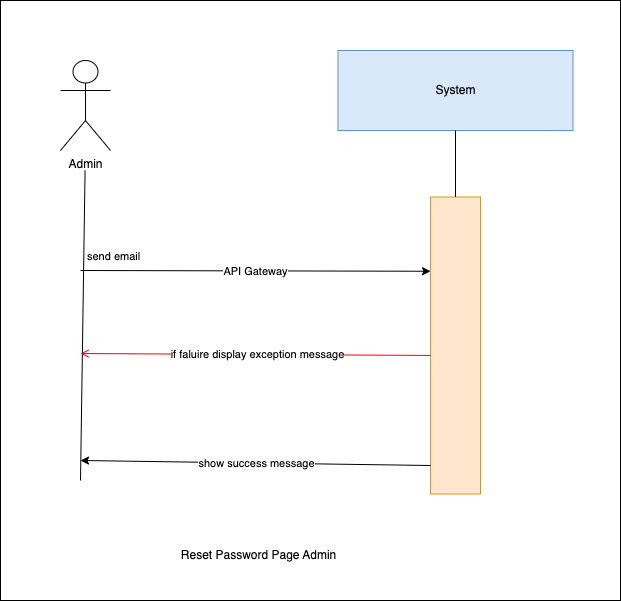 System
Admin
send email
API Gateway
if faluire display exception message
show success message
Reset Password Page Admin